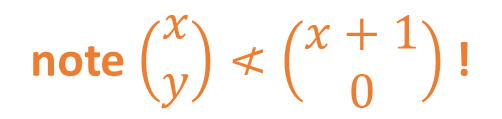 note (x y) ≮ (x + 1 0) !